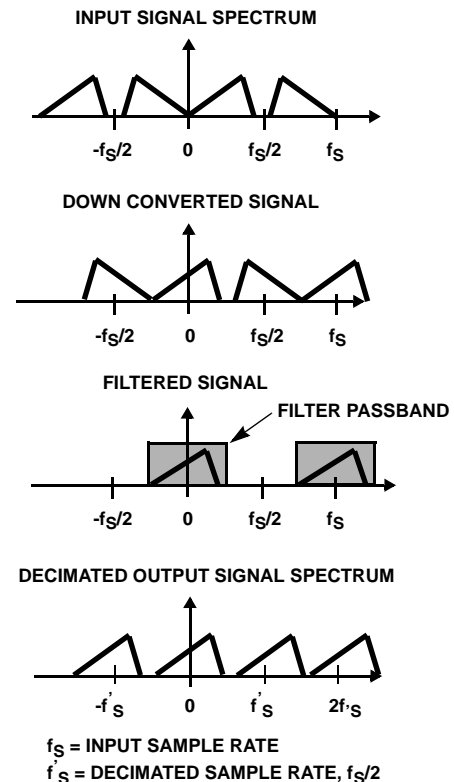 INPUT SIGNAL SPECTRUM
-fS/2 0 fS/2 fS
DOWN CONVERTED SIGNAL
-fS/2 0 fS/2 fS
FILTERED SIGNAL
FILTER PASSBAND
-fS/2 0 fS/2 fS
DECIMATED OUTPUT SIGNAL SPECTRUM
-f'S 0 f'S 2f'S
fS = INPUT SAMPLE RATE
f'S = DECIMATED SAMPLE RATE, fS/2